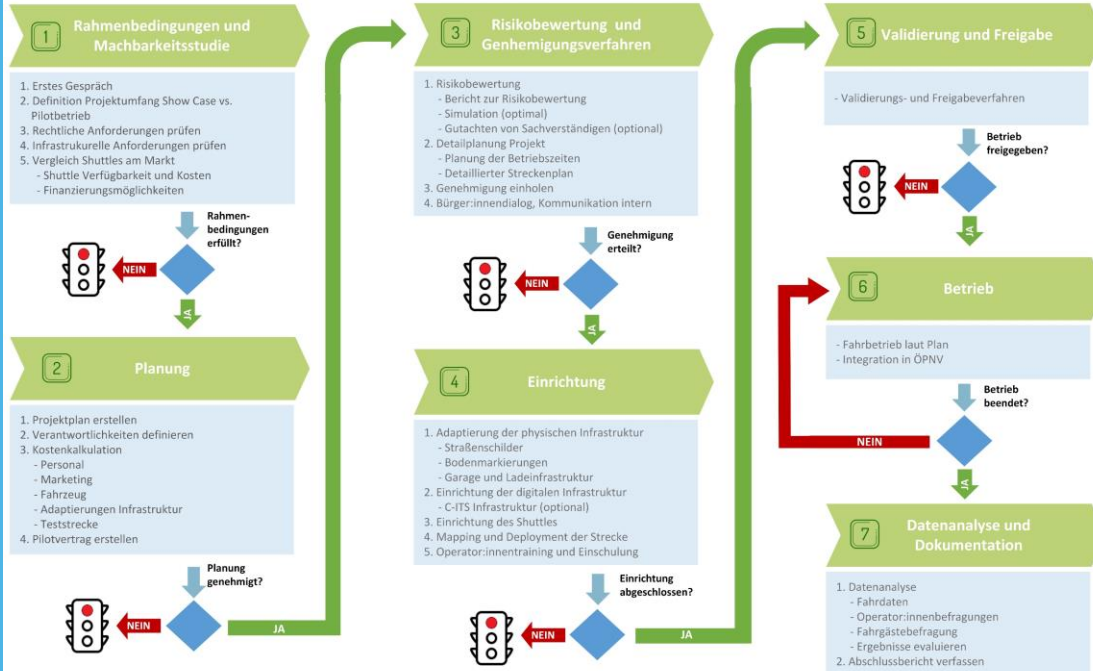 1
Rahmenbedingungen und
Machbarkeitsstudie
1. Erstes Gespräch
2. Definition Projektumfang Show Case vs.
Pilotbetrieb
3. Rechtliche Anforderungen prüfen
4. Infrastrukurelle Anforderungen prüfen
5. Vergleich Shuttles am Markt
- Shuttle Verfügbarkeit und Kosten
- Finanzierungsmöglichkeiten
Rahmen-
bedingungen
erfüllt?
NEIN
JA
2
Planung
1. Projektplan erstellen
2. Verantwortlichkeiten definieren
3. Kostenkalkulation
- Personal
- Marketing
- Fahrzeug
- Adaptierungen Infrastruktur
- Teststrecke
4. Pilotvertrag erstellen
Planung
genehmigt?
NEIN
JA
3
Risikobewertung und
Genhemigungsverfahren
1. Risikobewertung
- Bericht zur Risikobewertung
- Simulation (optimal)
- Gutachten von Sachverständigen (optional)
2. Detailplanung Projekt
- Planung der Betriebszeiten
- Detaillierter Streckenplan
3. Genehmigung einholen
4. Bürger:innendialog, Kommunikation intern
Genehmigung
erteilt?
NEIN
JA
4
Einrichtung
1. Adaptierung der physischen Infrastruktur
- Straßenschilder
- Bodenmarkierungen
- Garage und Ladeinfrastruktur
2. Einrichtung der digitalen Infrastruktur
- C-ITS Infrastruktur (optional)
3. Einrichtung des Shuttles
4. Mapping und Deployment der Strecke
5. Operator:innentraining und Einschulung
Einrichtung
abgeschlossen?
NEIN
JA
5
Validierung und Freigabe
- Validierungs- und Freigabeverfahren
Betrieb
freigegeben?
NEIN
JA
6
Betrieb
- Fahrbetrieb laut Plan
- Integration in ÖPNV
Betrieb
beendet?
NEIN
JA
7
Datenanalyse und
Dokumentation
1. Datenanalyse
- Fahrdaten
- Operator:innenbefragungen
- Fahrgästebefragung
- Ergebnisse evaluieren
2. Abschlussbericht verfassen